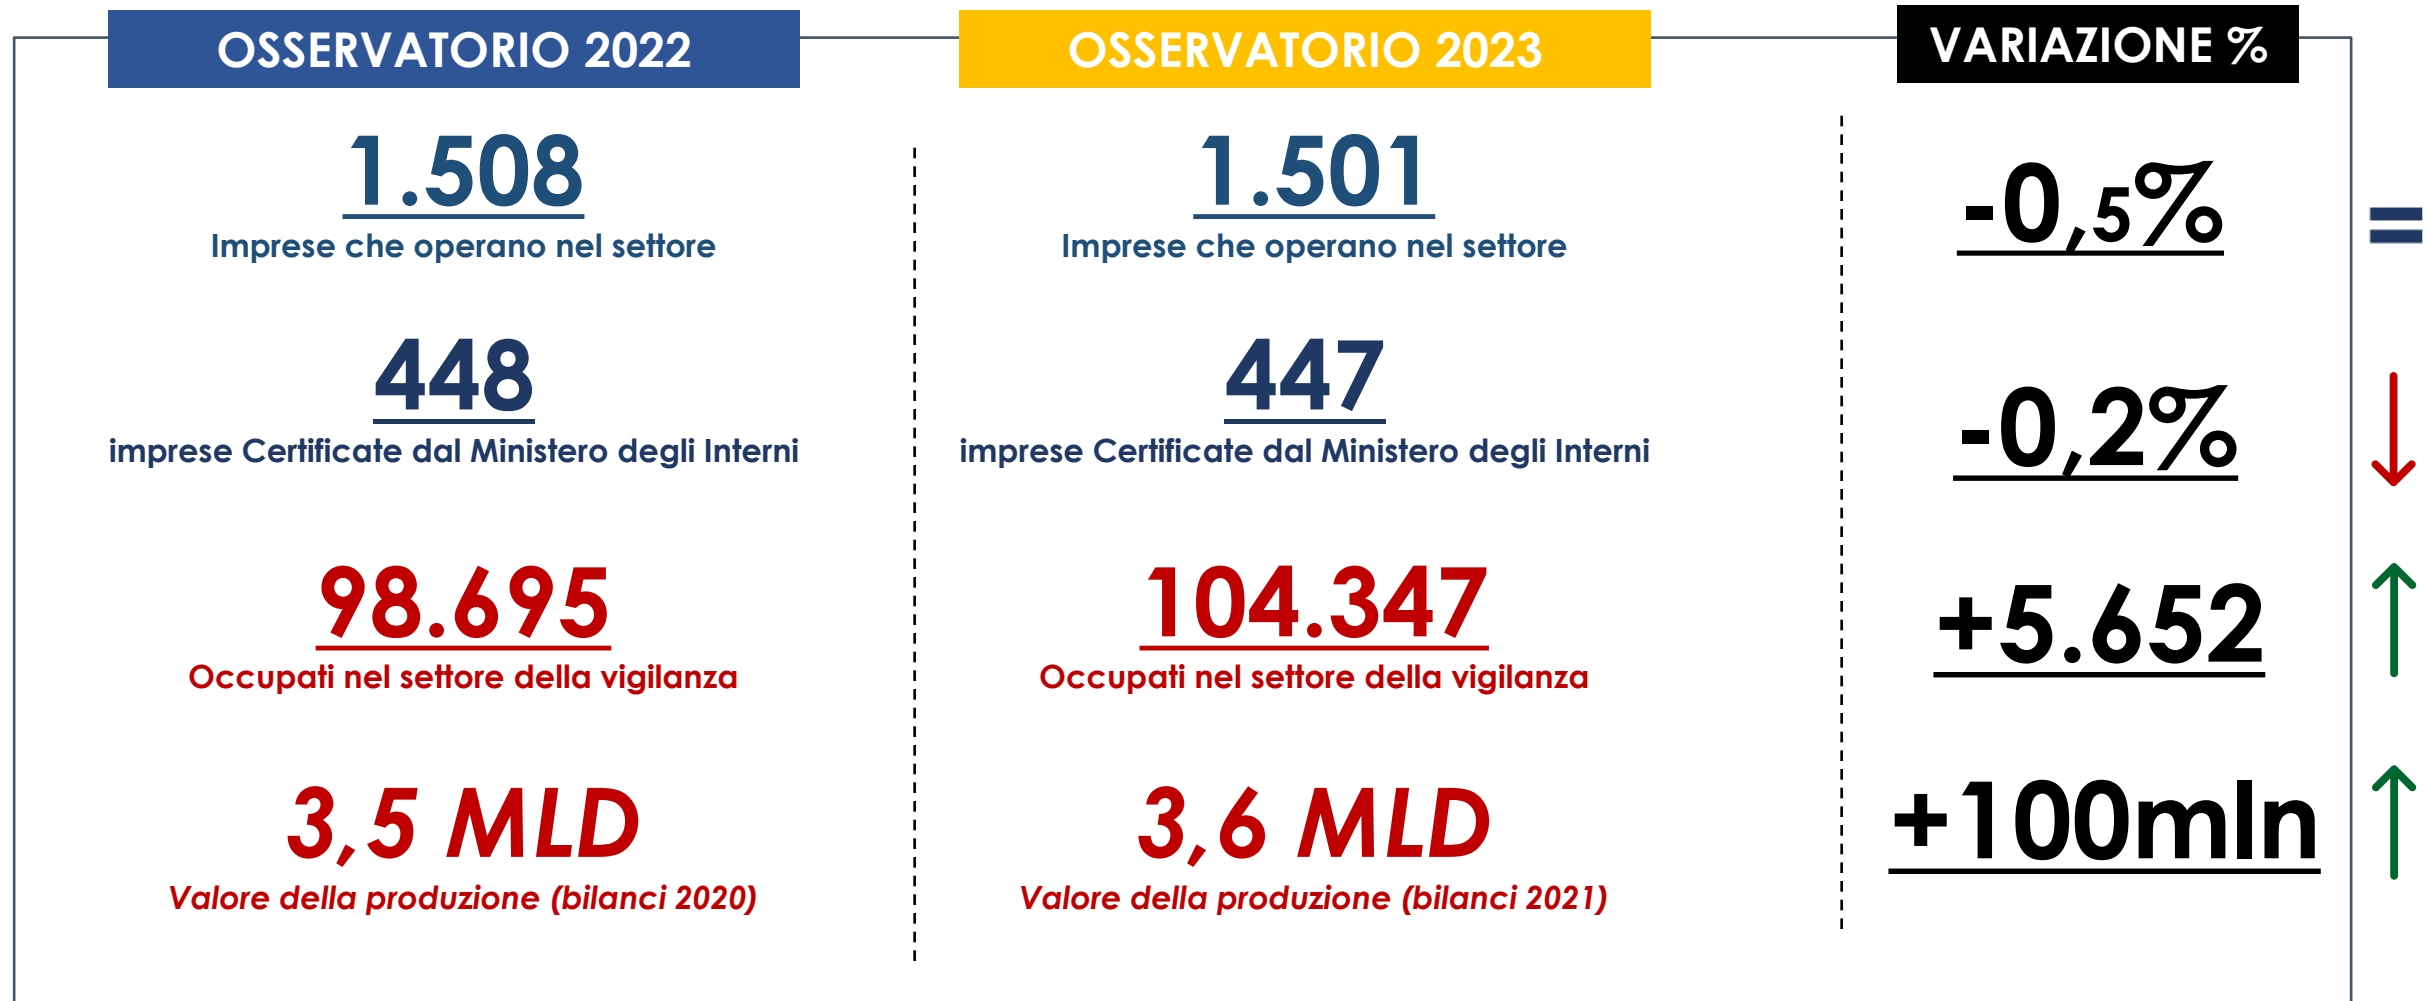 OSSERVATORIO 2022
OSSERVATORIO 2023
VARIAZIONE %
1.508
Imprese che operano nel settore
1.501
Imprese che operano nel settore
-0,5%
=
448
imprese Certificate dal Ministero degli Interni
447
imprese Certificate dal Ministero degli Interni
-0,2%
98.695
Occupati nel settore della vigilanza
104.347
Occupati nel settore della vigilanza
+5.652
3,5 MLD
Valore della produzione (bilanci 2020)
3,6 MLD
Valore della produzione (bilanci 2021)
+100mln